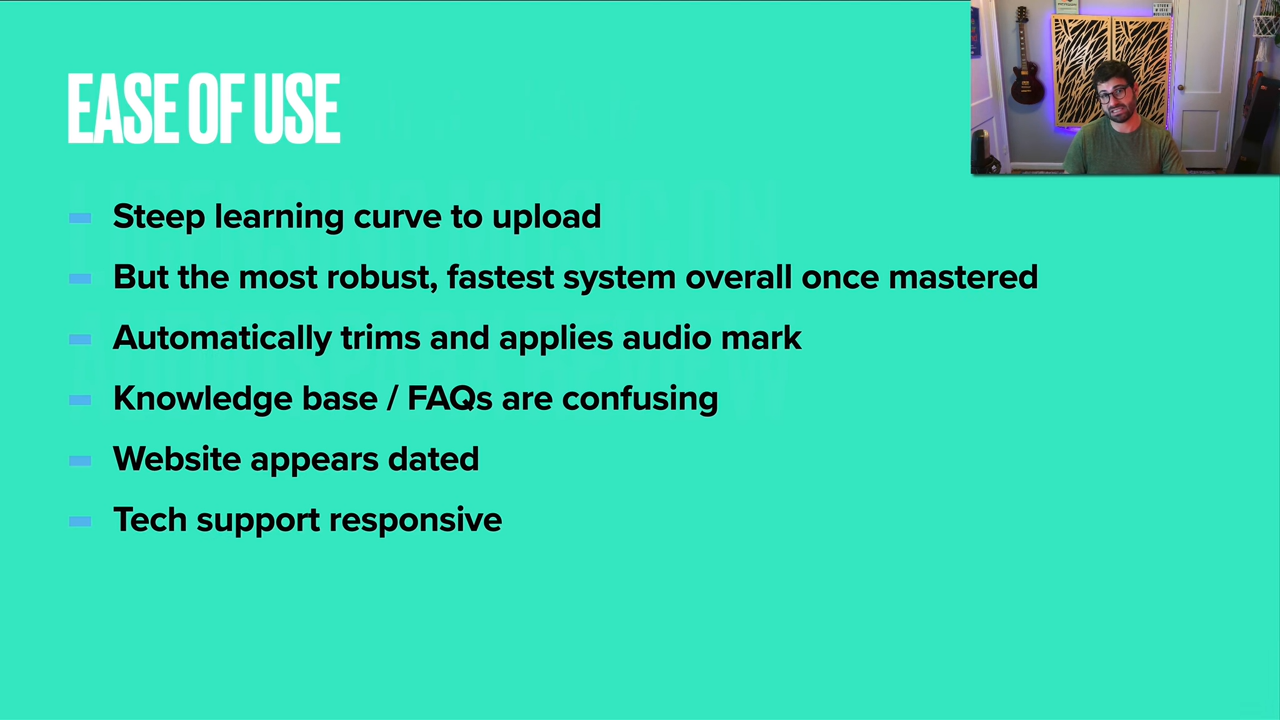 EASE OF USE
Steep learning curve to upload
But the most robust, fastest system overall once mastered
Automatically trims and applies audio mark
Knowledge base / FAQs are confusing
Website appears dated
Tech support responsive